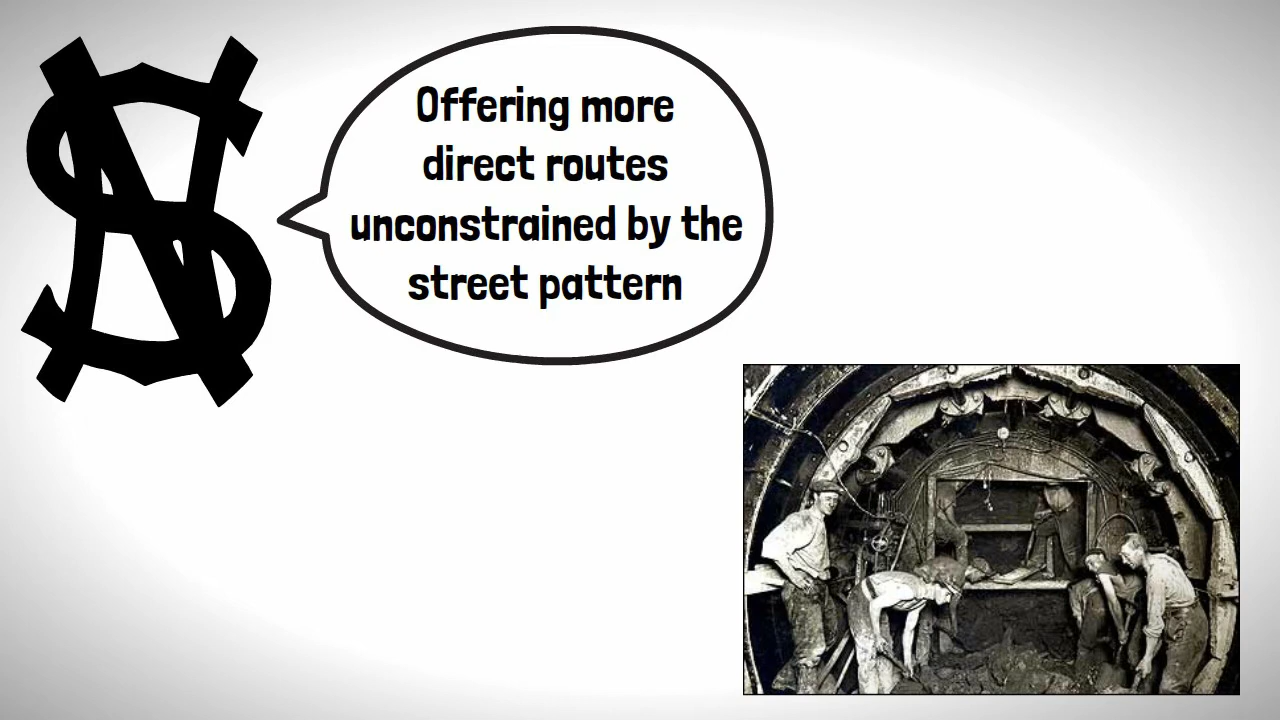 Offering more
direct routes
unconstrained by the
street pattern